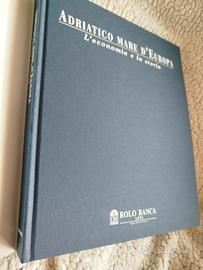 ADRIATICO MARE D'EUROPA
L'economia e la storia
ROLO BANCA
1473